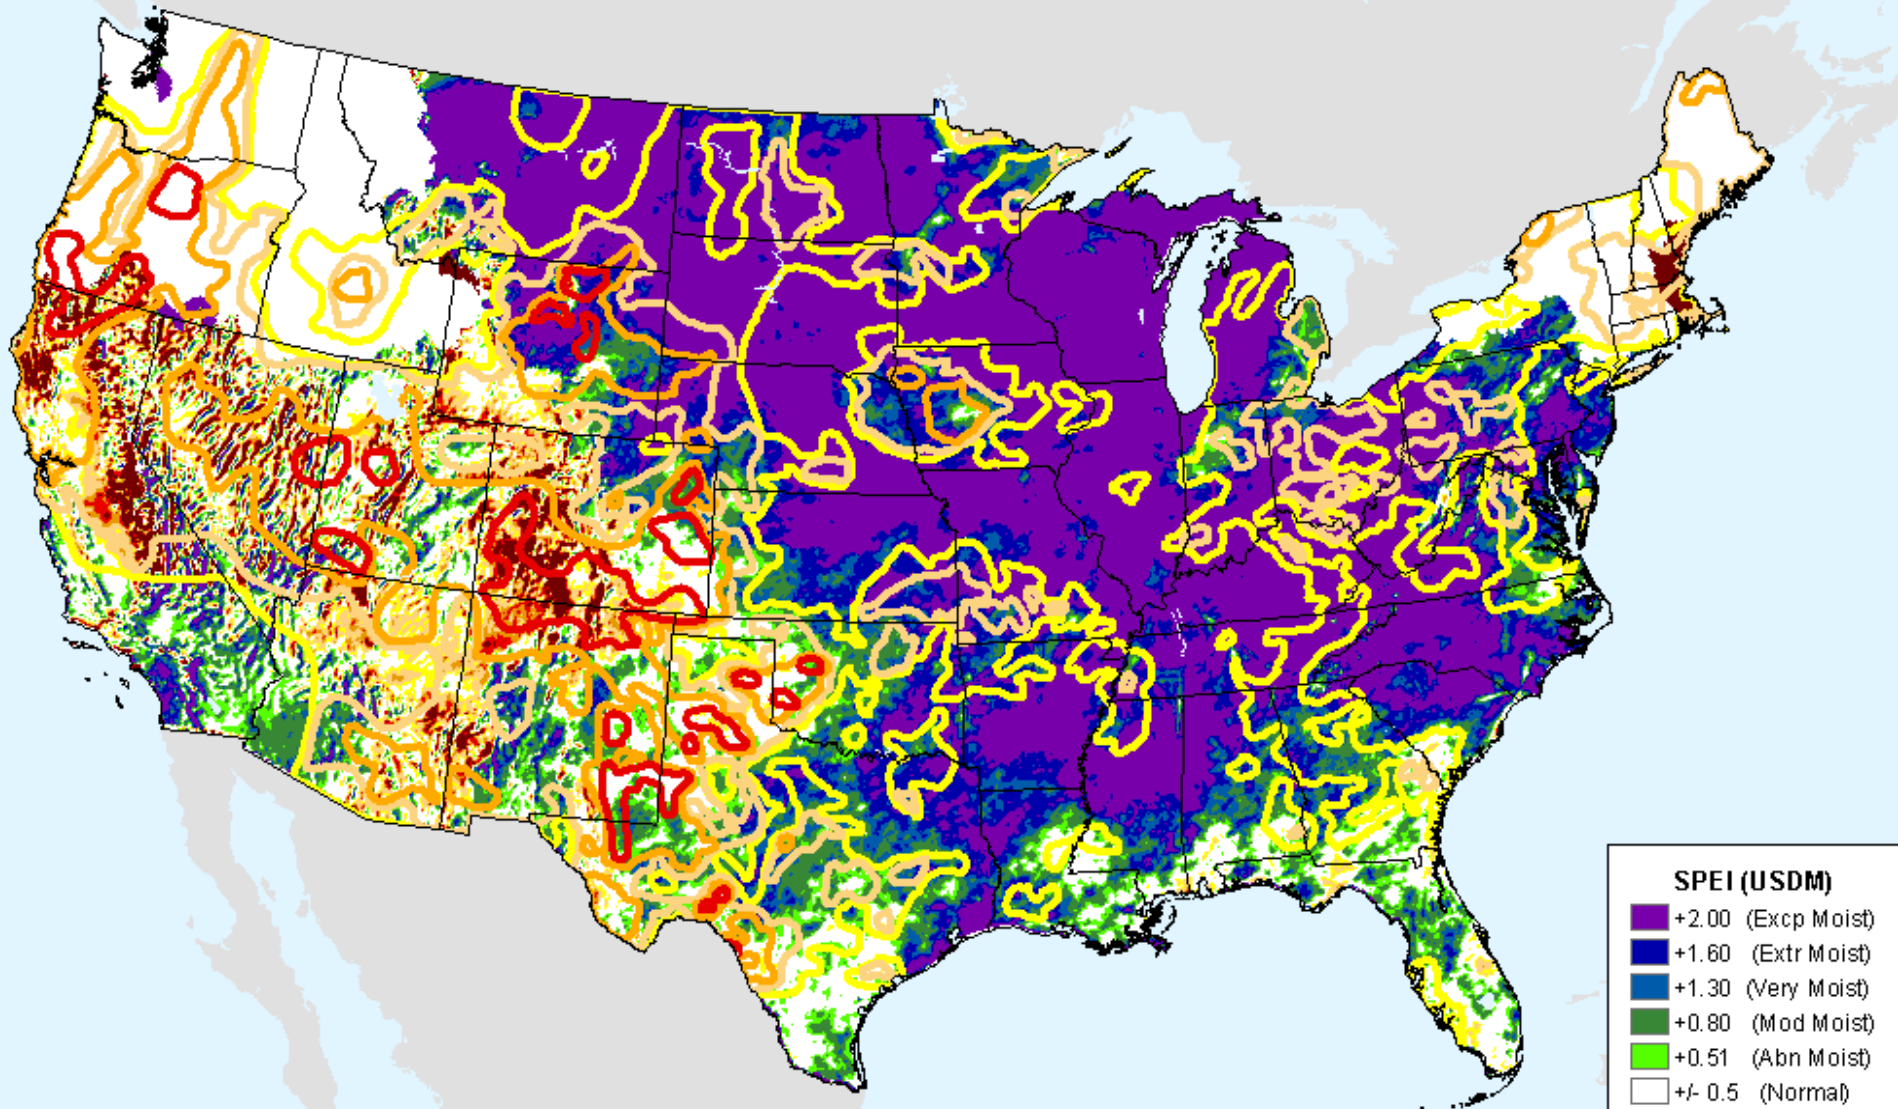 SPEI (USDM)
+2.00 (Excp Moist)
+1.60 (Extr Moist)
+1.30 (Very Moist)
+0.80 (Mod Moist)
+0.51 (Abn Moist)
+/- 0.5 (Normal)